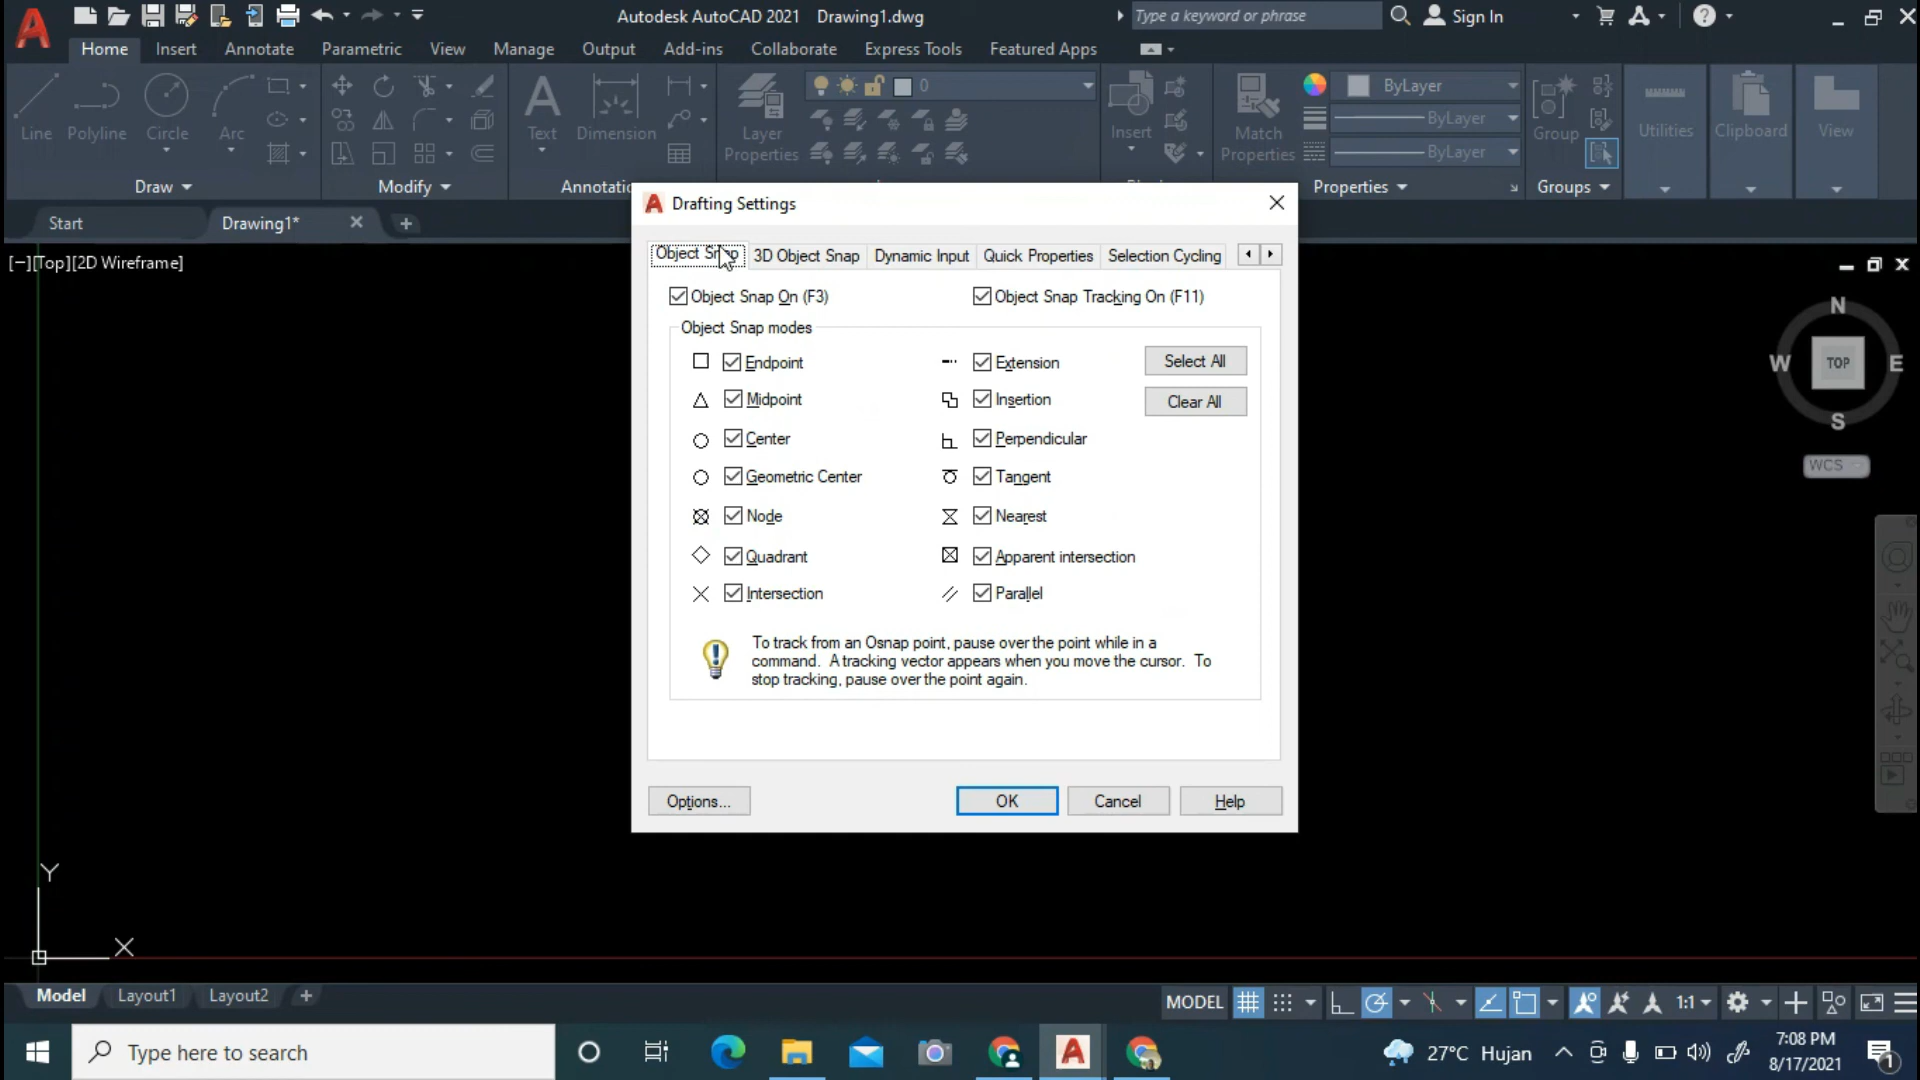 Autodesk AutoCAD 2021 Drawing1.dwg
Type a keyword or phrase
Sign In
Home Insert Annotate Parametric View Manage Output Add-ins Collaborate Express Tools Featured Apps
Line Polyline Circle Arc
Text Dimension
Layer Properties
0
Insert
Match Properties
ByLayer
ByLayer
ByLayer
Group
Utilities
Clipboard
View
Draw Modify Properties Groups
Start Drawing1*
[−][Top][2D Wireframe]
Drafting Settings
Object Snap 3D Object Snap Dynamic Input Quick Properties Selection Cycling
Object Snap On (F3) Object Snap Tracking On (F11)
Object Snap modes
Endpoint Extension Select All
Midpoint Insertion Clear All
Center Perpendicular
Geometric Center Tangent
Node Nearest
Quadrant Apparent intersection
Intersection Parallel
To track from an Osnap point, pause over the point while in a
command. A tracking vector appears when you move the cursor. To
stop tracking, pause over the point again.
Options... OK Cancel Help
N
W TOP E
S
WCS
Y
X
Model Layout1 Layout2
MODEL 1:1
Type here to search
27°C Hujan
7:08 PM
8/17/2021
1